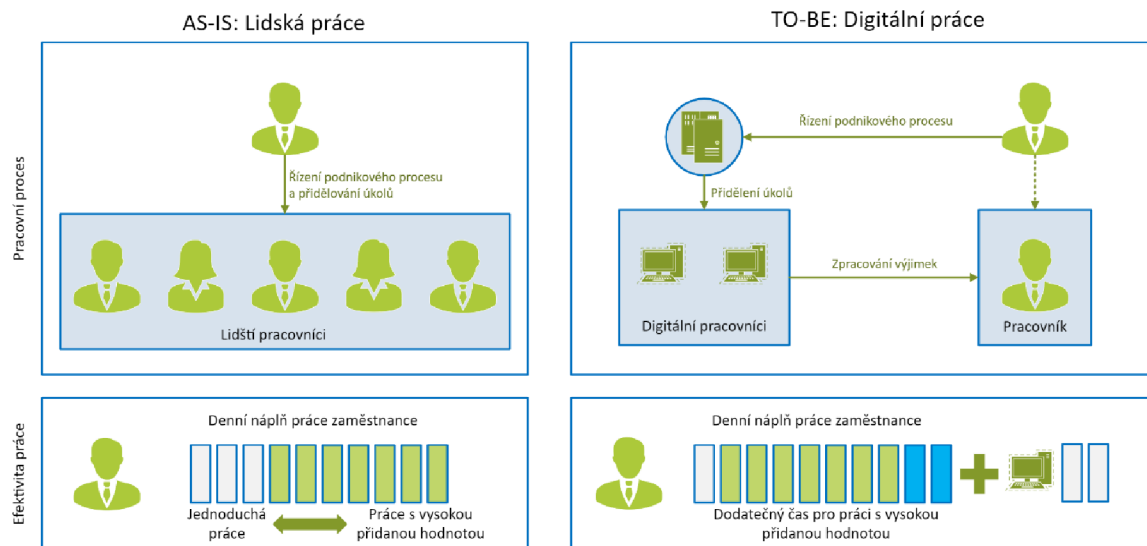 AS-IS: Lidská práce
TO-BE: Digitální práce
Pracovní proces
Řízení podnikového procesu
a přidělování úkolů
Lidští pracovníci
Řízení podnikového procesu
Přidělení úkolů
Zpracování výjimek
Digitální pracovníci
Pracovník
Efektivita práce
Denní náplň práce zaměstnance
Jednoduchá
práce
Práce s vysokou
přidanou hodnotou
Denní náplň práce zaměstnance
Dodatečný čas pro práci s vysokou
přidanou hodnotou